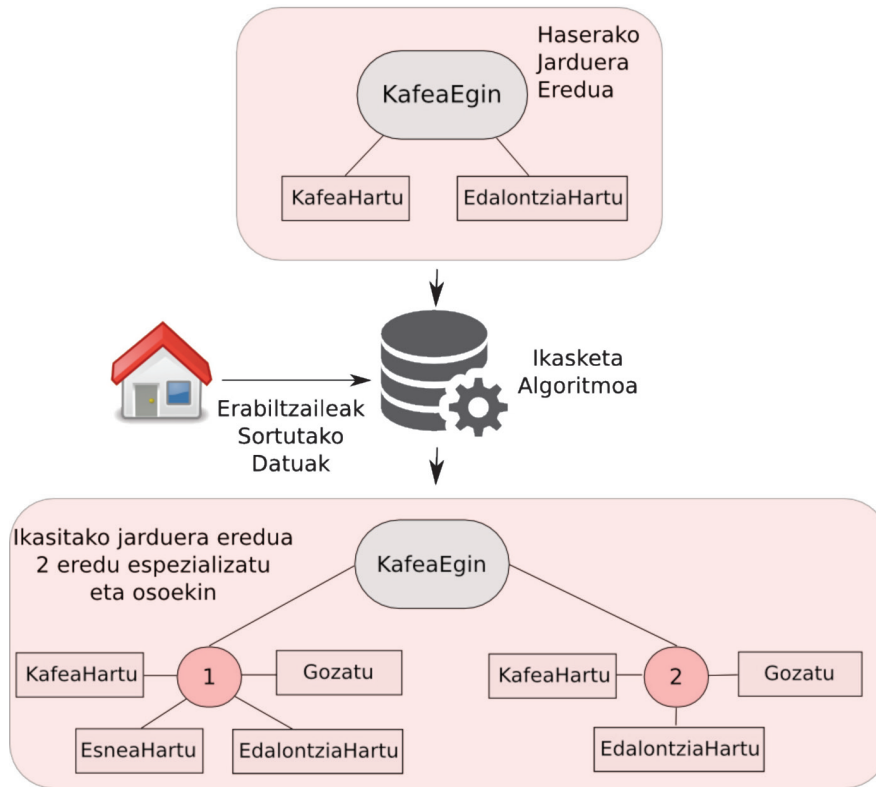 Haserako
Jarduera
Eredua
KafeaEgin
KafeaHartu
EdalontziaHartu
Ikasketa
Algoritmoa
Erabiltzaileak
Sortutako
Datuak
Ikasitako jarduera eredua
2 eredu espezializatu
eta osoekin
KafeaEgin
KafeaHartu
1
Gozatu
EsneaHartu
EdalontziaHartu
KafeaHartu
2
Gozatu
EdalontziaHartu